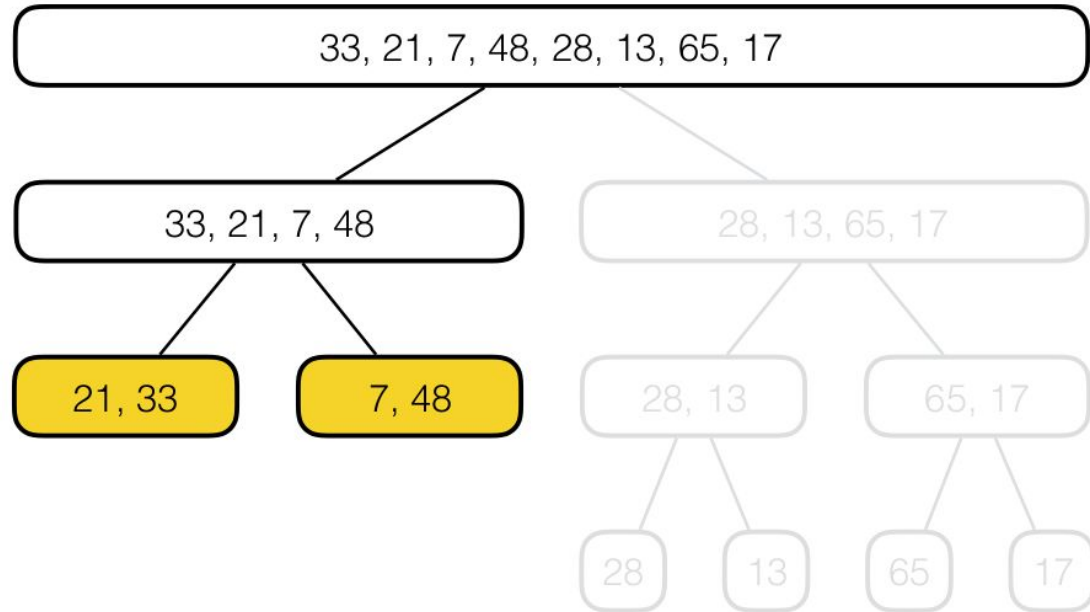 33, 21, 7, 48, 28, 13, 65, 17
33, 21, 7, 48
28, 13, 65, 17
21, 33
7, 48
28, 13
65, 17
28
13
65
17